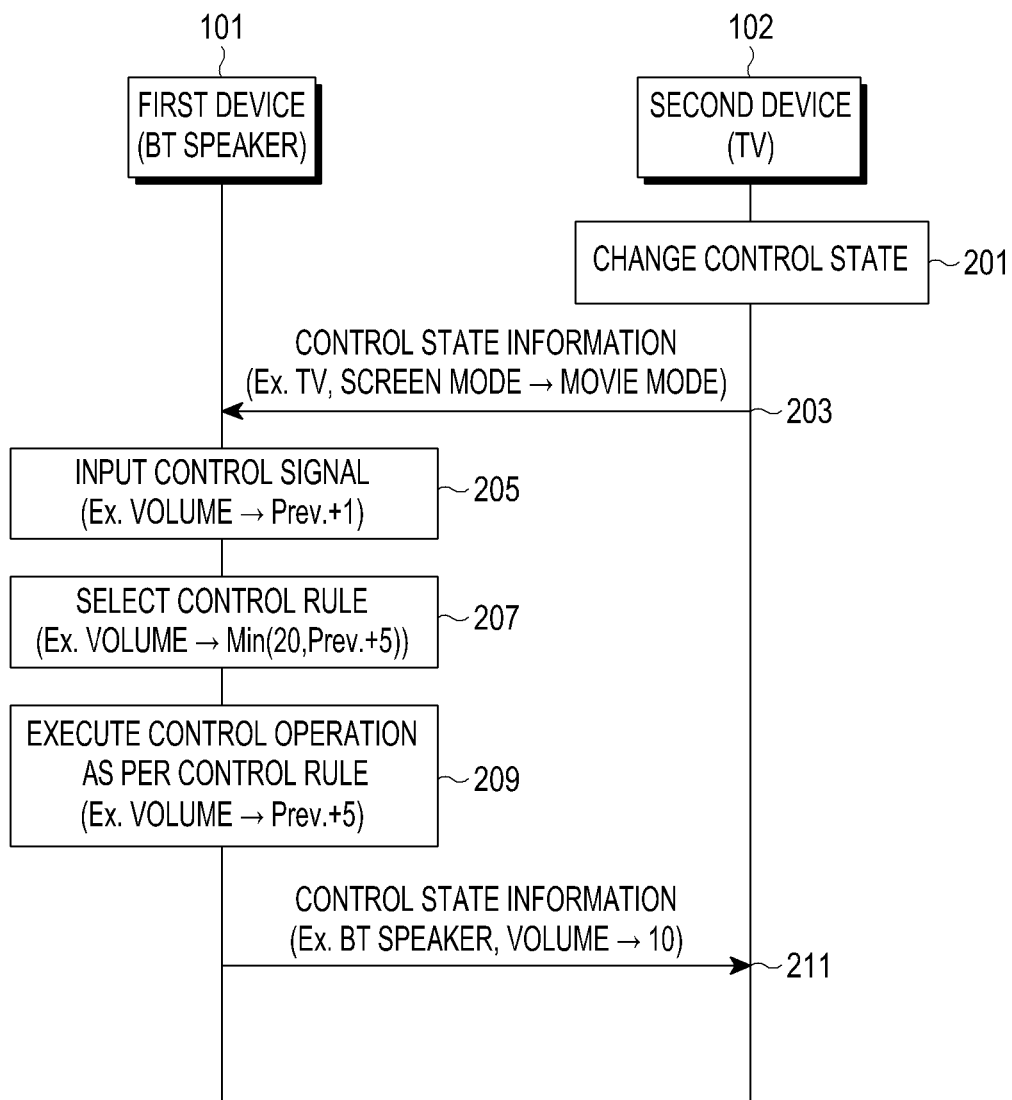 101
102
FIRST DEVICE
(BT SPEAKER)
SECOND DEVICE
(TV)
CHANGE CONTROL STATE
201
CONTROL STATE INFORMATION
(Ex. TV, SCREEN MODE → MOVIE MODE)
203
INPUT CONTROL SIGNAL
(Ex. VOLUME → Prev.+1)
205
SELECT CONTROL RULE
(Ex. VOLUME → Min(20,Prev.+5))
207
EXECUTE CONTROL OPERATION
AS PER CONTROL RULE
(Ex. VOLUME → Prev.+5)
209
CONTROL STATE INFORMATION
(Ex. BT SPEAKER, VOLUME → 10)
211